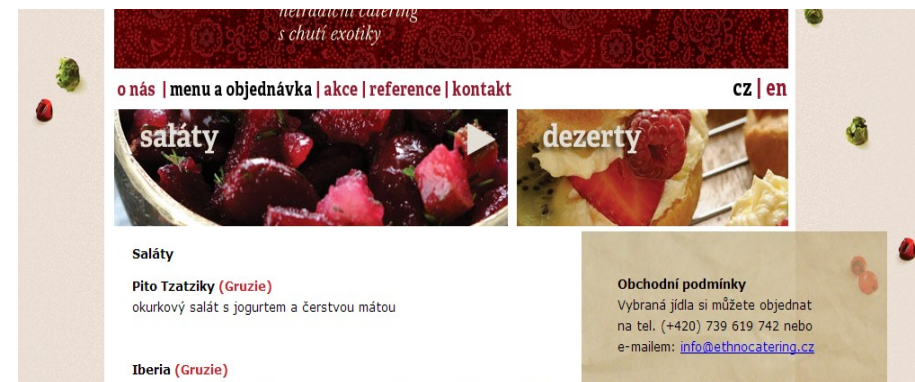 netradiční catering
s chutí exotiky
o nás | menu a objednávka | akce | reference | kontakt
cz | en
saláty
dezerty
Saláty
Pito Tzatziky (Gruzie)
okurkový salát s jogurtem a čerstvou mátou
Iberia (Gruzie)
Obchodní podmínky
Vybraná jídla si můžete objednat
na tel. (+420) 739 619 742 nebo
e-mailem: info@ethnocatering.cz